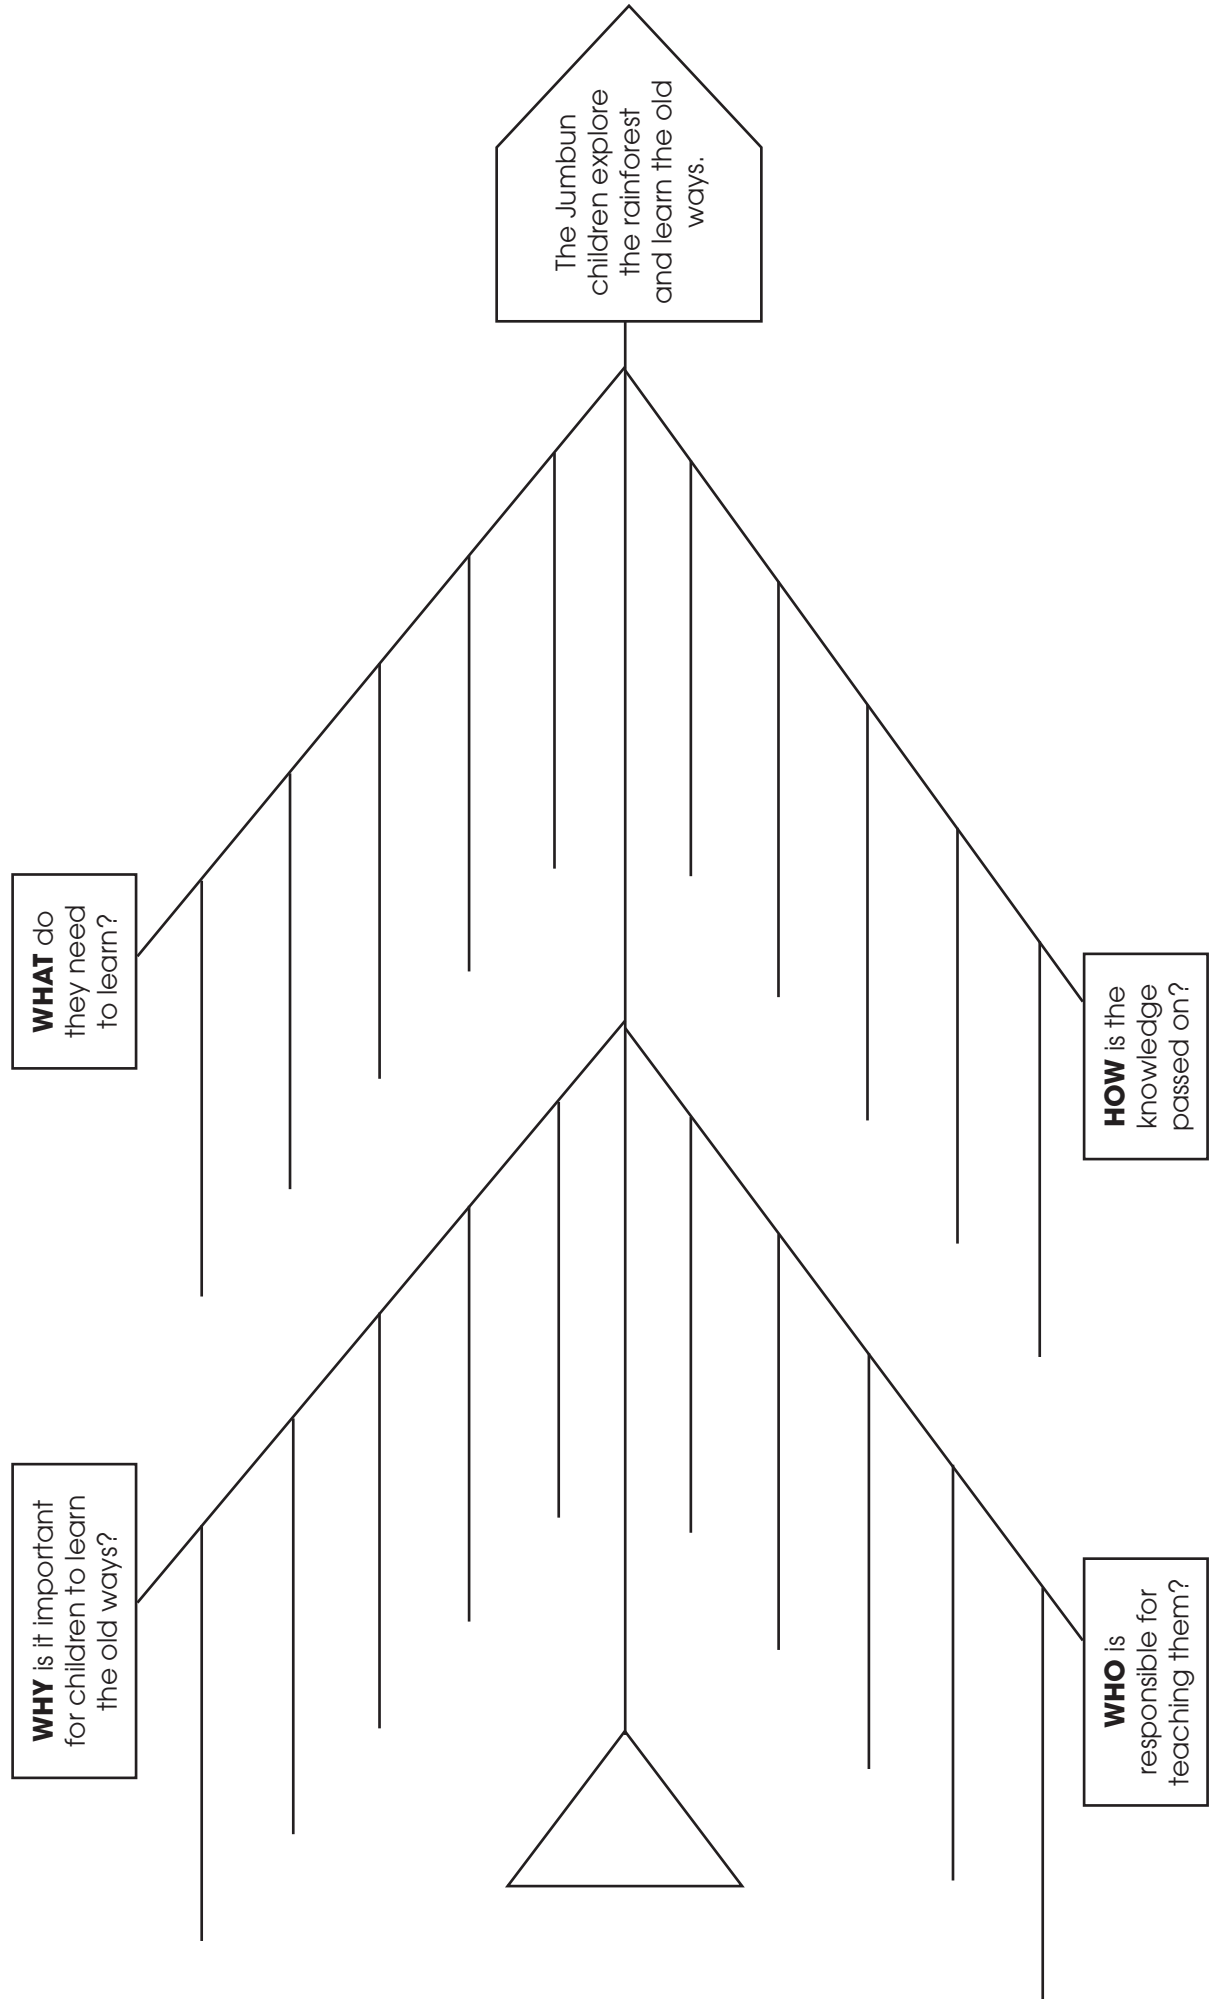 The Jumbun
children explore
the rainforest
and learn the old
ways.
WHAT do
they need
to learn?
WHY is it important
for children to learn
the old ways?
HOW is the
knowledge
passed on?
WHO is
responsible for
teaching them?